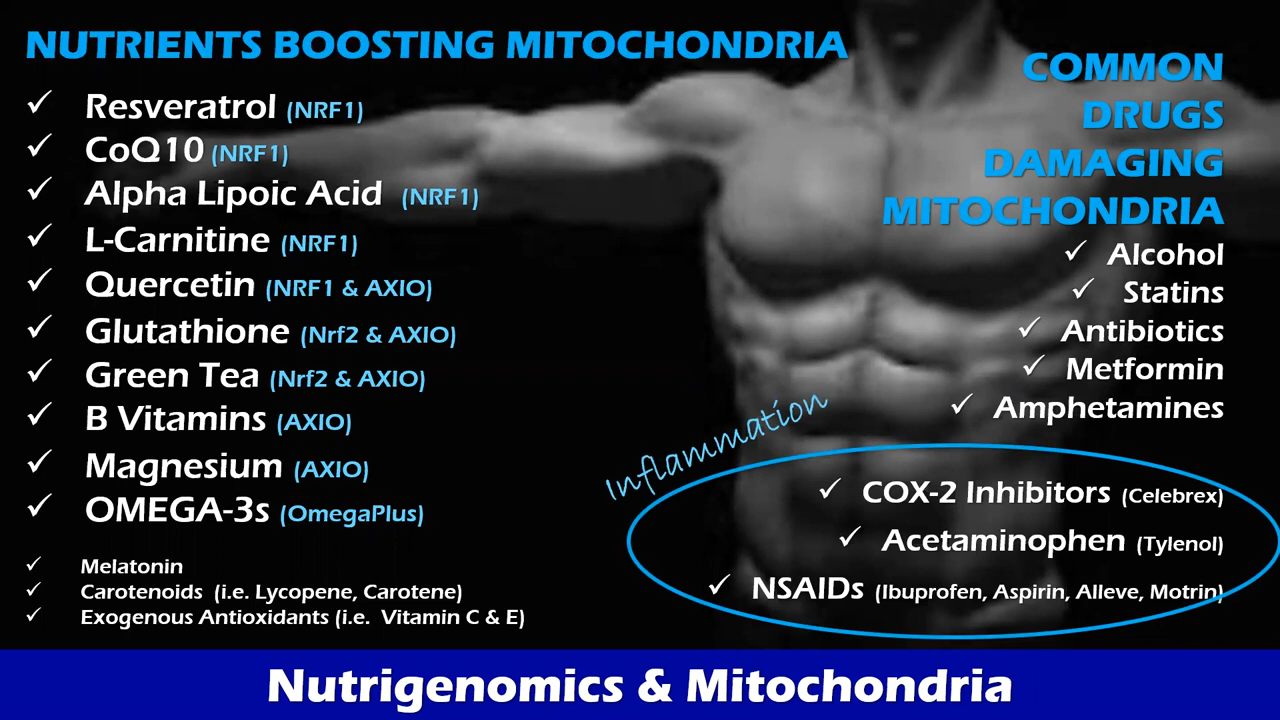 NUTRIENTS BOOSTING MITOCHONDRIA
✓ Resveratrol (NRF1)
✓ CoQ10 (NRF1)
✓ Alpha Lipoic Acid (NRF1)
✓ L-Carnitine (NRF1)
✓ Quercetin (NRF1 & AXIO)
✓ Glutathione (Nrf2 & AXIO)
✓ Green Tea (Nrf2 & AXIO)
✓ B Vitamins (AXIO)
✓ Magnesium (AXIO)
✓ OMEGA-3s (OmegaPlus)
✓ Melatonin
✓ Carotenoids (i.e. Lycopene, Carotene)
✓ Exogenous Antioxidants (i.e. Vitamin C & E)
COMMON
DRUGS
DAMAGING
MITOCHONDRIA
✓ Alcohol
✓ Statins
✓ Antibiotics
✓ Metformin
✓ Amphetamines
Inflammation
✓ COX-2 Inhibitors (Celebrex)
✓ Acetaminophen (Tylenol)
✓ NSAIDs (Ibuprofen, Aspirin, Alleve, Motrin)
Nutrigenomics & Mitochondria